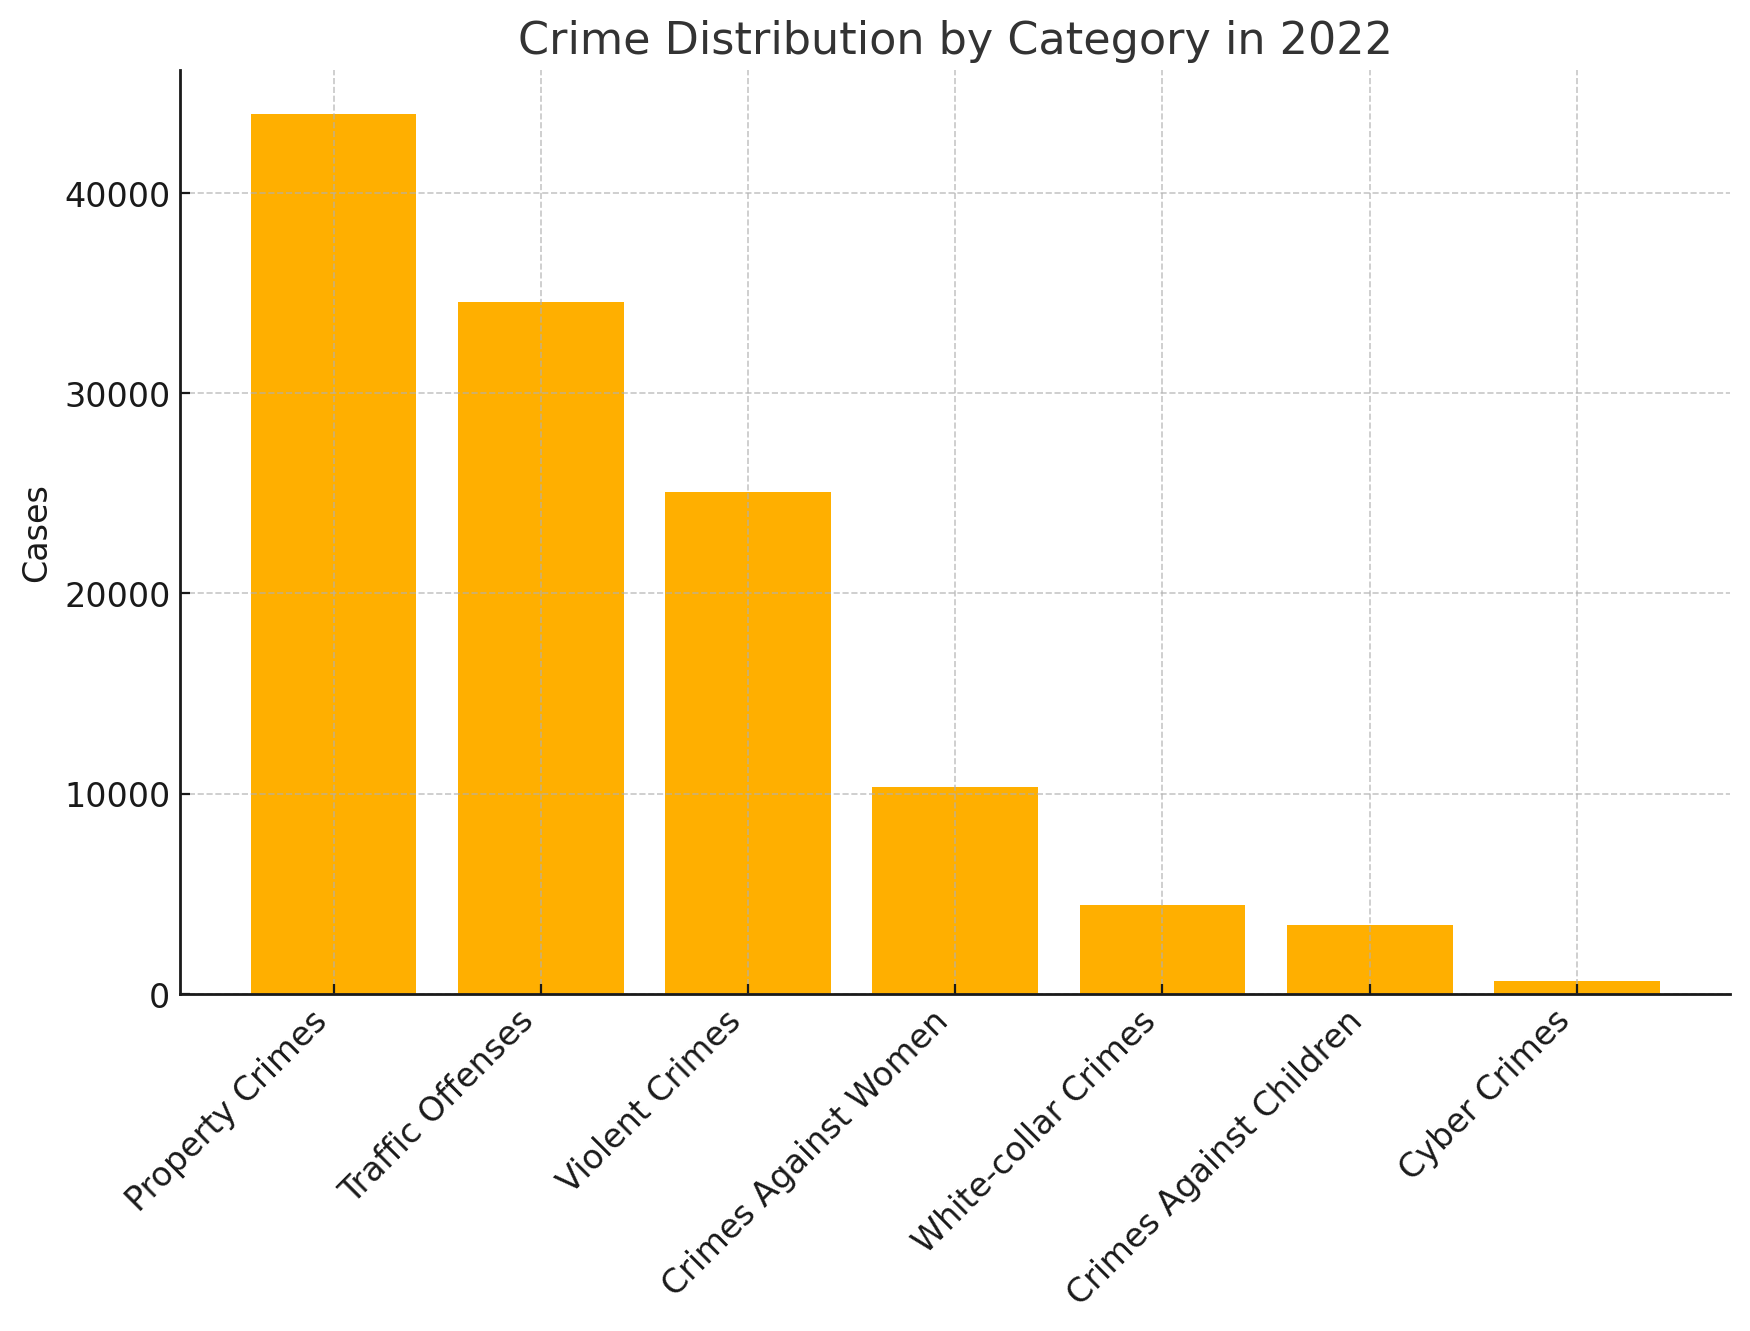 Crime Distribution by Category in 2022
Cases
40000
30000
20000
10000
0
Property Crimes
Traffic Offenses
Violent Crimes
Crimes Against Women
White-collar Crimes
Crimes Against Children
Cyber Crimes